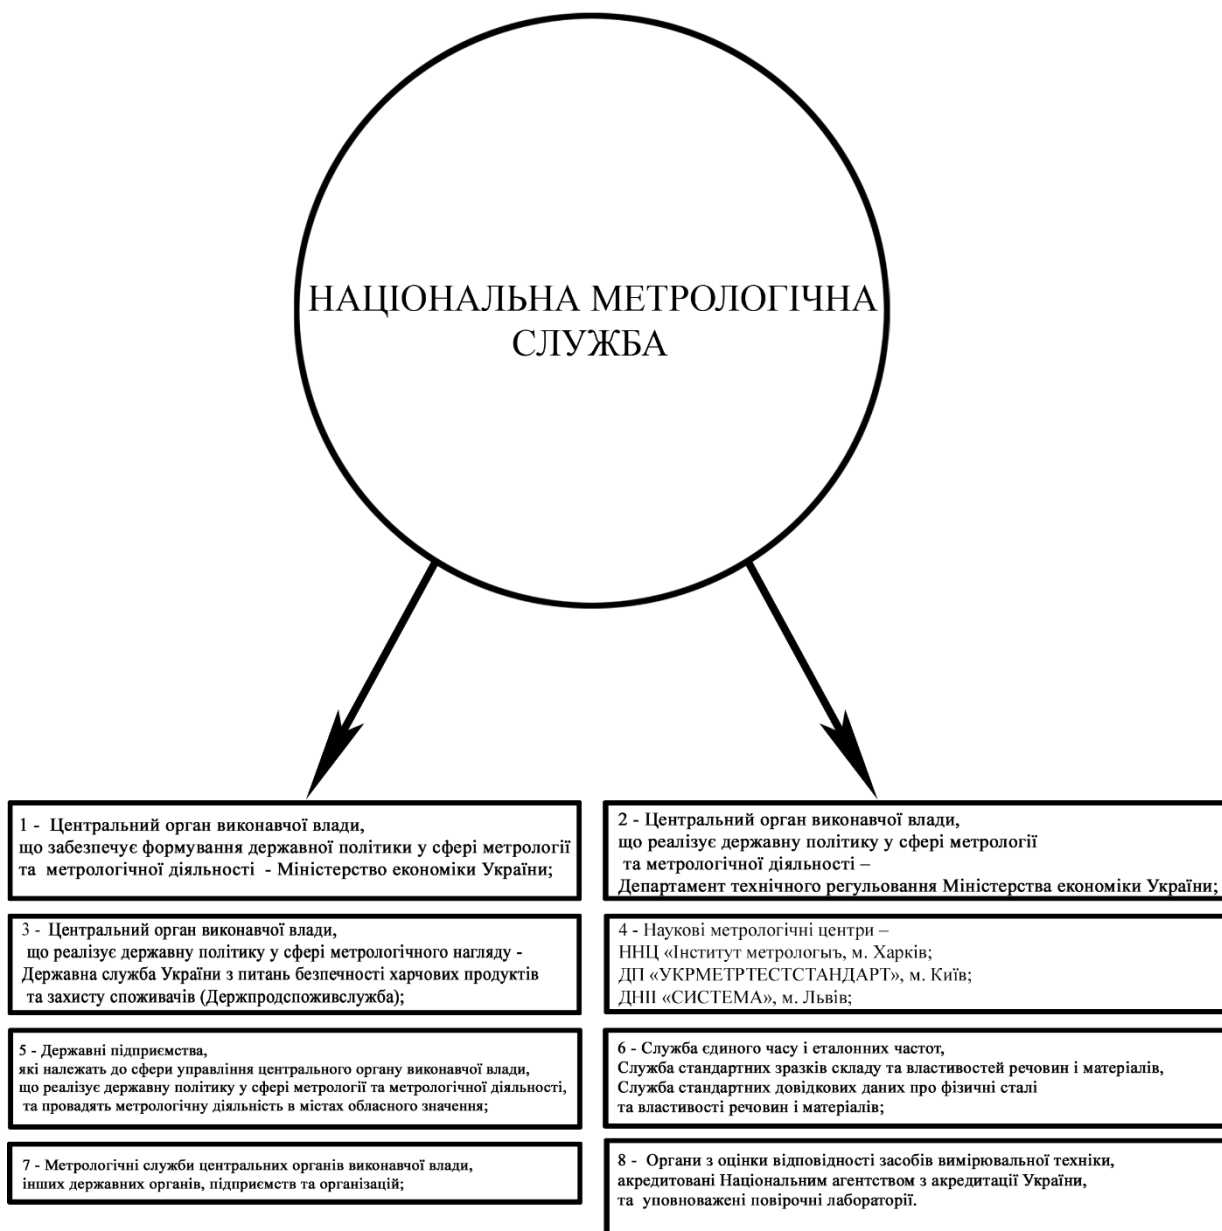 НАЦІОНАЛЬНА МЕТРОЛОГІЧНА
СЛУЖБА
1 - Центральний орган виконавчої влади,
що забезпечує формування державної політики у сфері метрології
та метрологічної діяльності - Міністерство економіки України;
2 - Центральний орган виконавчої влади,
що реалізує державну політику у сфері метрології
та метрологічної діяльності –
Департамент технічного регульовання Міністерства економіки України;
3 - Центральний орган виконавчої влади,
що реалізує державну політику у сфері метрологічного нагляду -
Державна служба України з питань безпечності харчових продуктів
та захисту споживачів (Держпродспоживслужба);
4 - Наукові метрологічні центри –
ННЦ «Інститут метрологыъ, м. Харків;
ДП «УКРМЕТРТЕСТСТАНДАРТ», м. Київ;
ДНІІ «СИСТЕМА», м. Львів;
5 - Державні підприємства,
які належать до сфери управління центрального органу виконавчої влади,
що реалізує державну політику у сфері метрології та метрологічної діяльності,
та провадять метрологічну діяльність в містах обласного значення;
6 - Служба єдиного часу і еталонних частот,
Служба стандартних зразків складу та властивостей речовин і матеріалів,
Служба стандартних довідкових даних про фізичні сталі
та властивості речовин і матеріалів;
7 - Метрологічні служби центральних органів виконавчої влади,
інших державних органів, підприємств та організацій;
8 - Органи з оцінки відповідності засобів вимірювальної техніки,
акредитовані Національним агентством з акредитації України,
та уповноважені повірочні лабораторії.